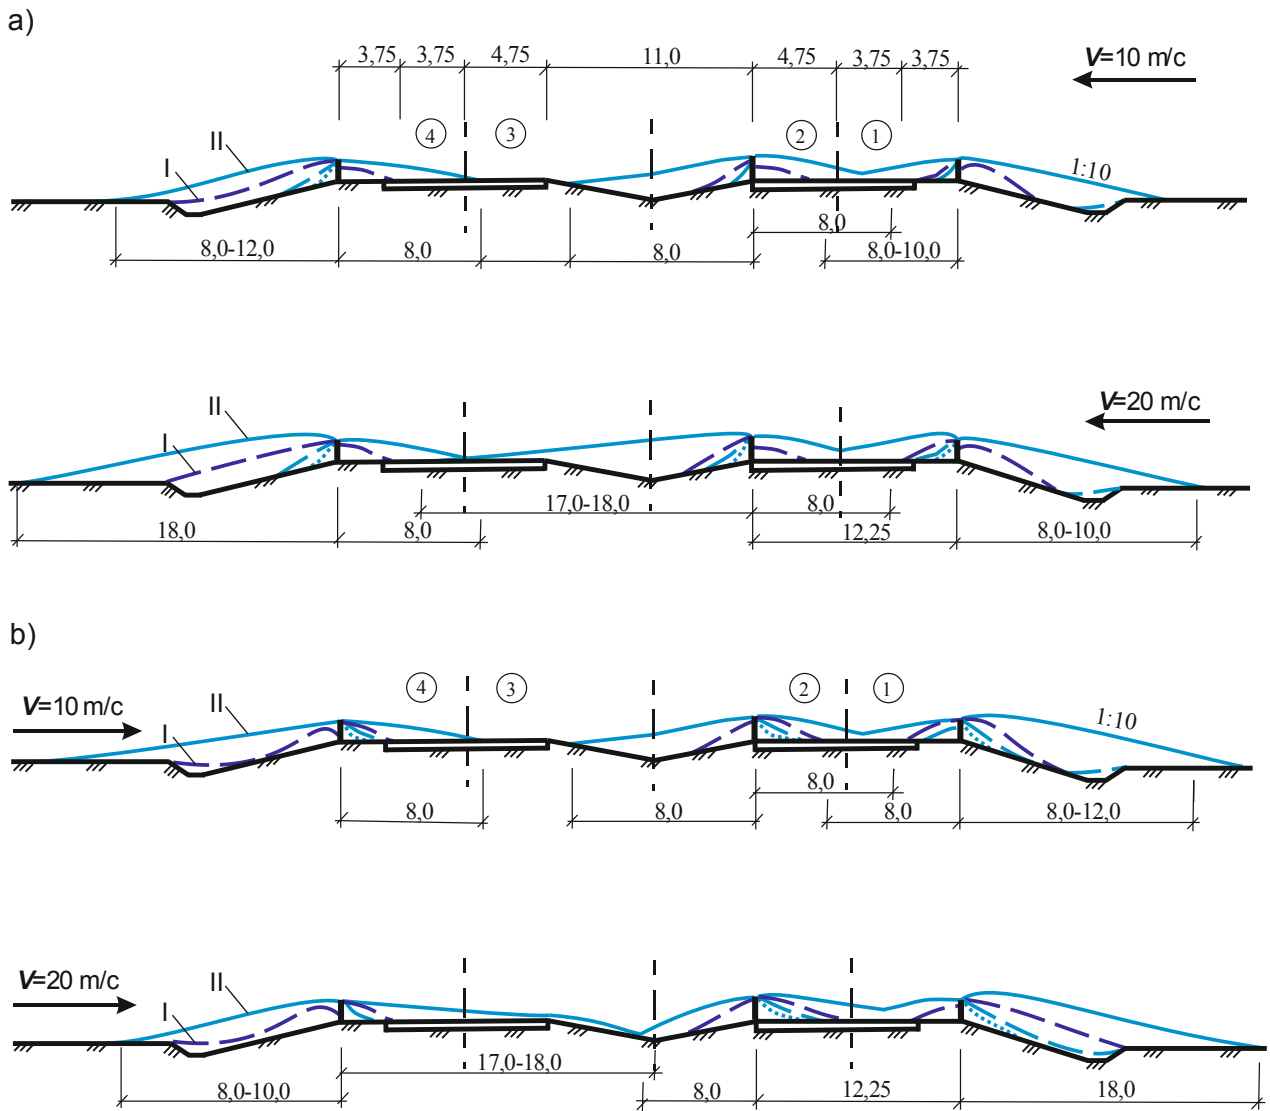 a)
3,75 3,75 4,75 11,0 4,75 3,75 3,75
V=10 m/c
4 3 2 1
II
I
1:10
8,0
8,0-12,0 8,0 8,0 8,0-10,0
V=20 m/c
II
I
17,0-18,0 8,0
18,0 8,0 12,25 8,0-10,0
b)
4 3 2 1
V=10 m/c
II
I
1:10
8,0
8,0 8,0 8,0 8,0-12,0
V=20 m/c
II
I
17,0-18,0
8,0-10,0 8,0 12,25 18,0